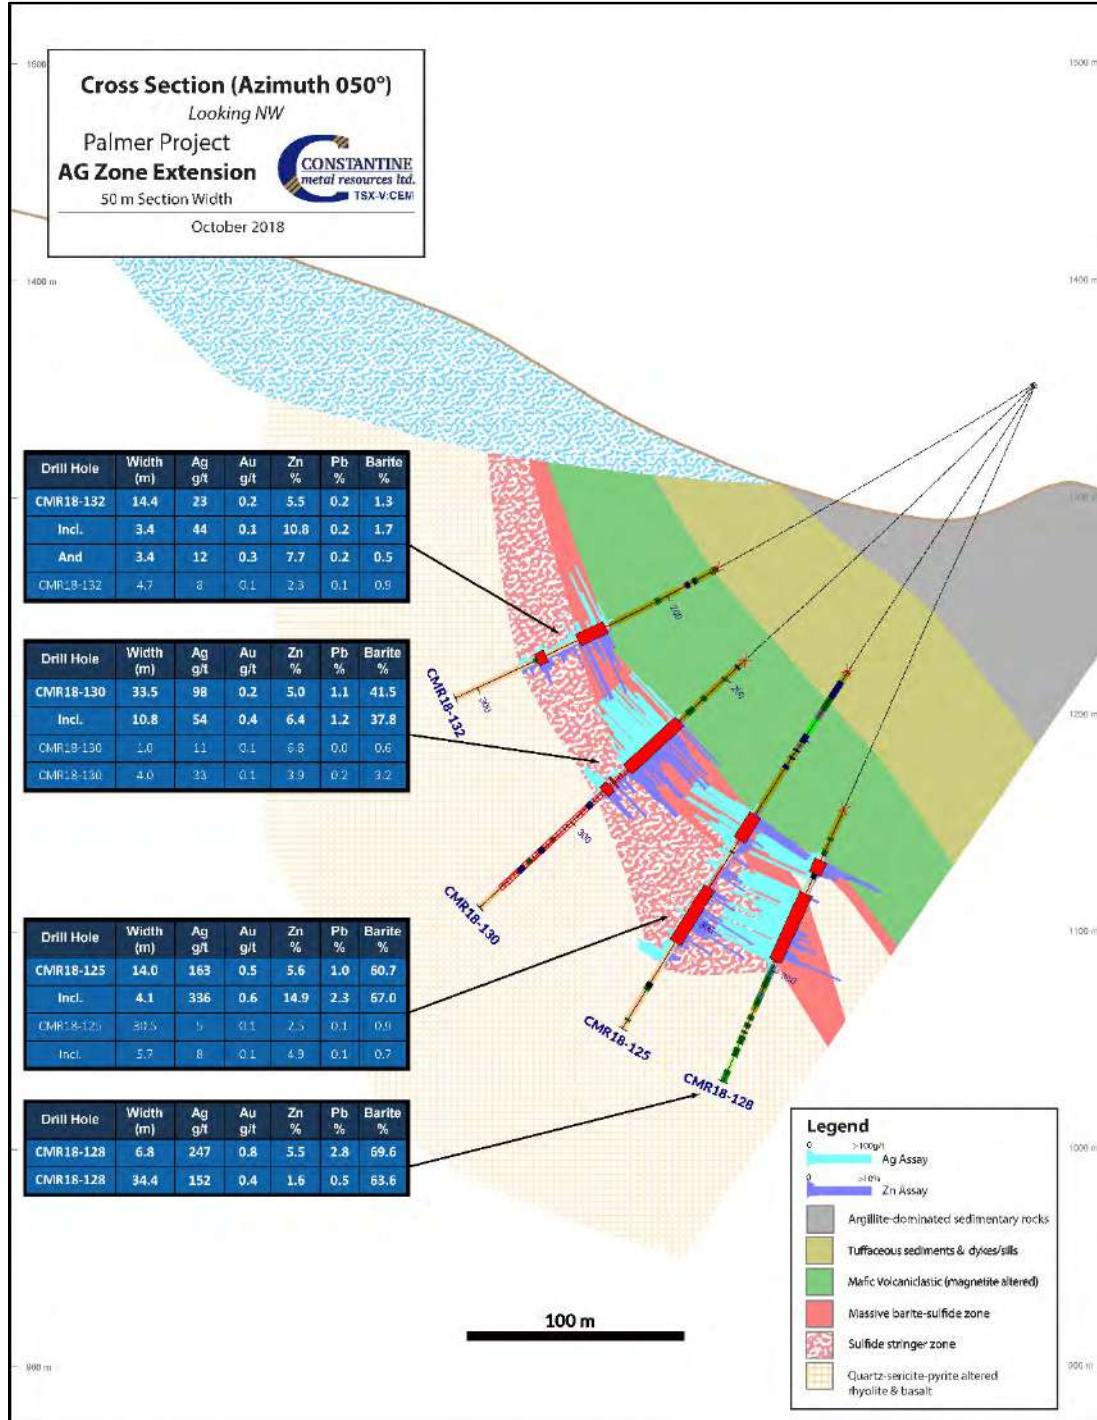 1500
1500 m
Cross Section (Azimuth 050°)
Looking NW
Palmer Project
AG Zone Extension
50 m Section Width
October 2018
CONSTANTINE
metal resources ltd.
TSX-V:CEM
1400 m
1400 m
Drill Hole Width (m) Ag g/t Au g/t Zn % Pb % Barite %
CMR18-132 14.4 23 0.2 5.5 0.2 1.3
Incl. 3.4 44 0.1 10.8 0.2 1.7
And 3.4 12 0.3 7.7 0.2 0.5
CMR18-132 4.7 8 0.1 2.3 0.1 0.9
200
300
CMR18-132
Drill Hole Width (m) Ag g/t Au g/t Zn % Pb % Barite %
CMR18-130 33.5 98 0.2 5.0 1.1 41.5
Incl. 10.8 54 0.4 6.4 1.2 37.8
CMR18-130 1.0 11 0.1 6.8 0.0 0.6
CMR18-130 4.0 33 0.1 3.9 0.2 3.2
1200 m
300
CMR18-130
Drill Hole Width (m) Ag g/t Au g/t Zn % Pb % Barite %
CMR18-125 14.0 163 0.5 5.6 1.0 60.7
Incl. 4.1 336 0.6 14.9 2.3 67.0
CMR18-125 30.5 5 0.1 2.5 0.1 0.9
Incl. 5.7 8 0.1 4.9 0.1 0.7
1100 m
CMR18-125
CMR18-128
Drill Hole Width (m) Ag g/t Au g/t Zn % Pb % Barite %
CMR18-128 6.8 247 0.8 5.5 2.8 69.6
CMR18-128 34.4 152 0.4 1.6 0.5 63.6
1000 m
100 m
900 m
900 m
Legend
0 >100g/t
Ag Assay
0 >10%
Zn Assay
Argillite-dominated sedimentary rocks
Tuffaceous sediments & dykes/sills
Mafic Volcaniclastic (magnetite altered)
Massive barite-sulfide zone
Sulfide stringer zone
Quartz-sericite-pyrite altered
rhyolite & basalt